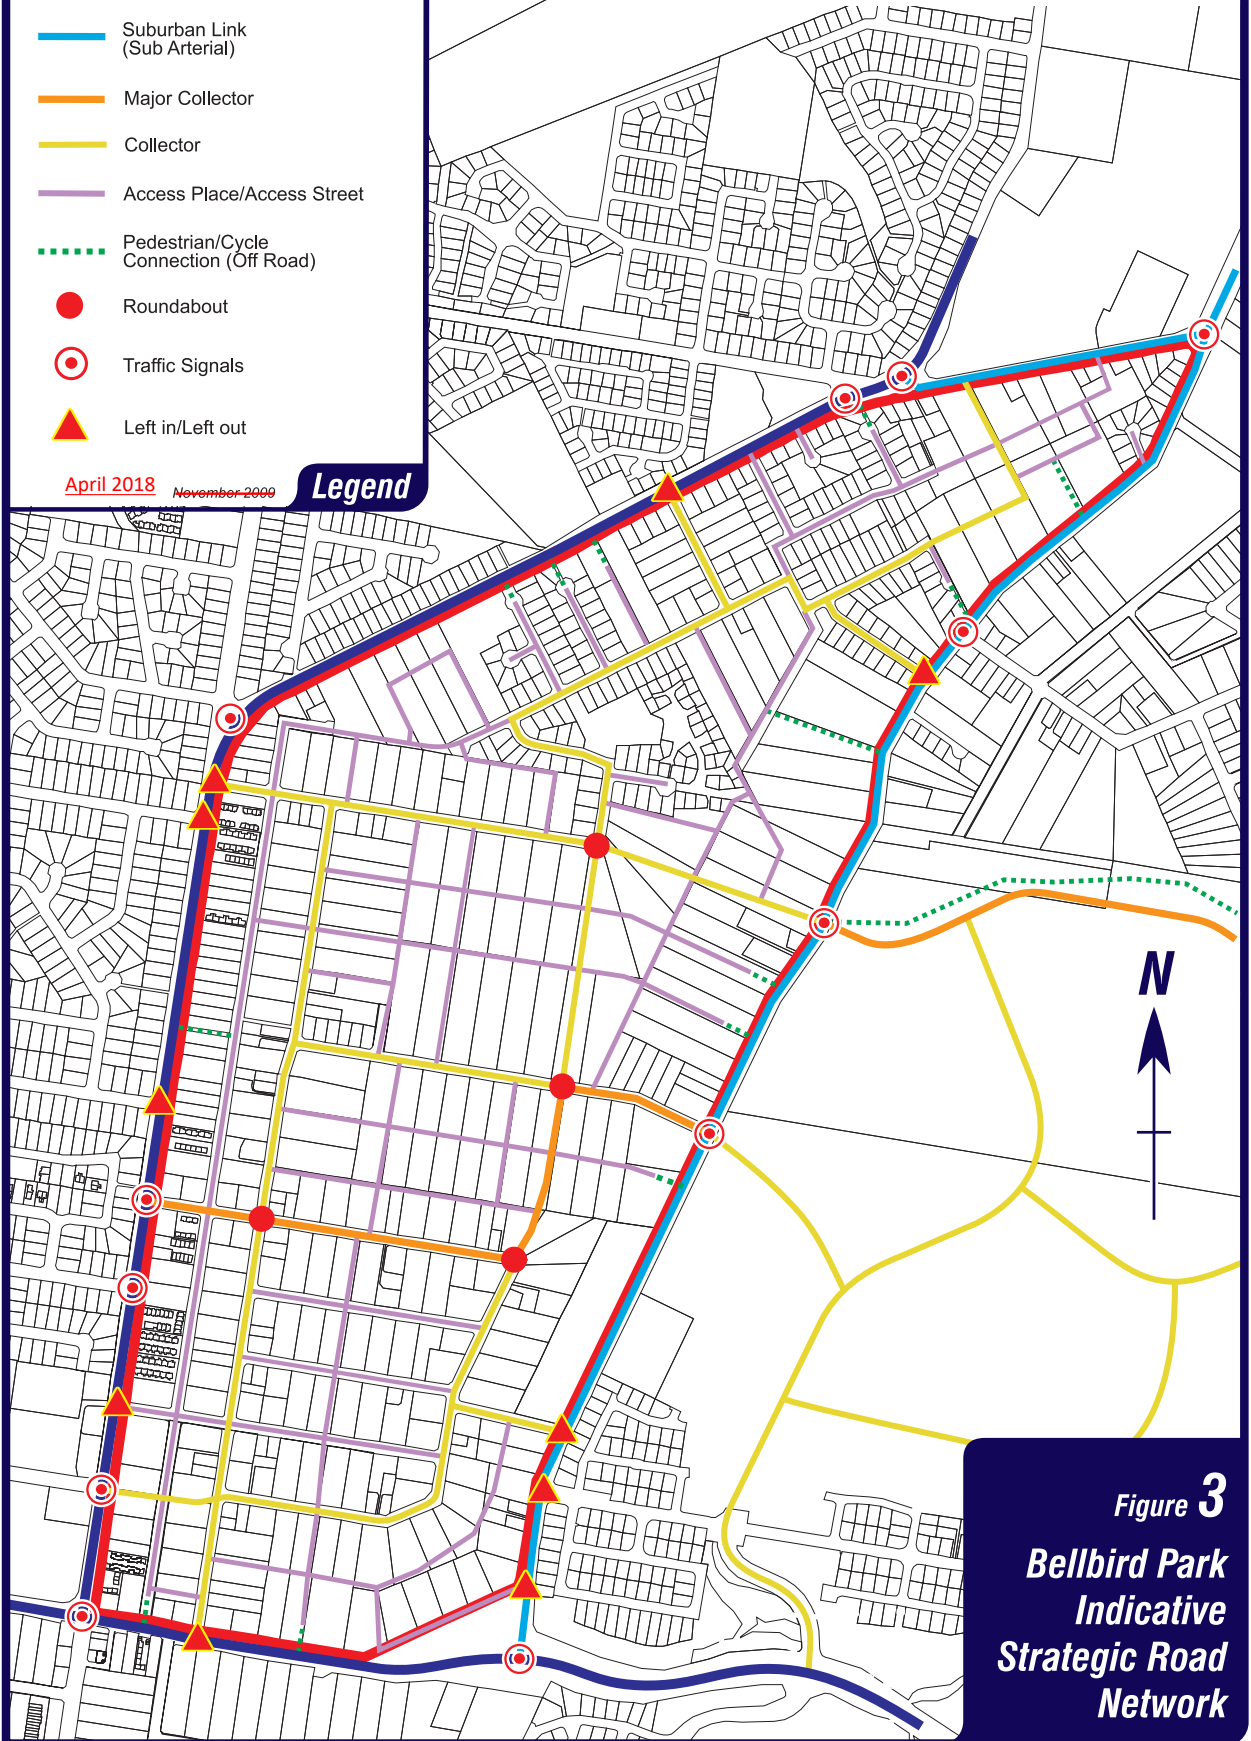 Suburban Link
(Sub Arterial)
Major Collector
Collector
Access Place/Access Street
Pedestrian/Cycle
Connection (Off Road)
Roundabout
Traffic Signals
Left in/Left out
April 2018 November 2009
Legend
N
Figure 3
Bellbird Park
Indicative
Strategic Road
Network